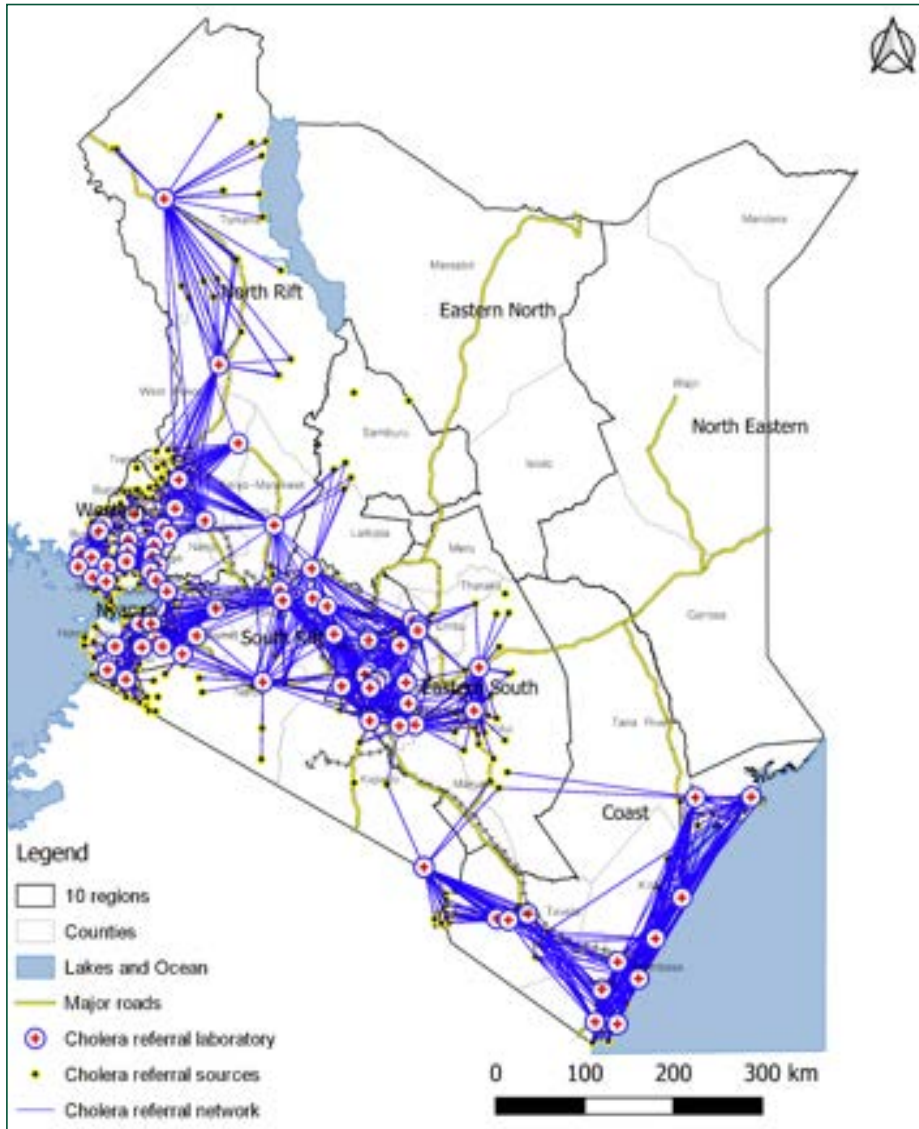 Mandera
Turkana
Marsabit
North Rift
Eastern North
Wajir
West Pokot
North Eastern
Samburu
Isiolo
Laikipia
Meru
Tharaka
Garissa
Nyanza
Embu
South Rift
Eastern South
Tana River
Kajiado
Coast
Legend
10 regions
Counties
Lakes and Ocean
Major roads
Cholera referral laboratory
Cholera referral sources
Cholera referral network
0 100 200 300 km